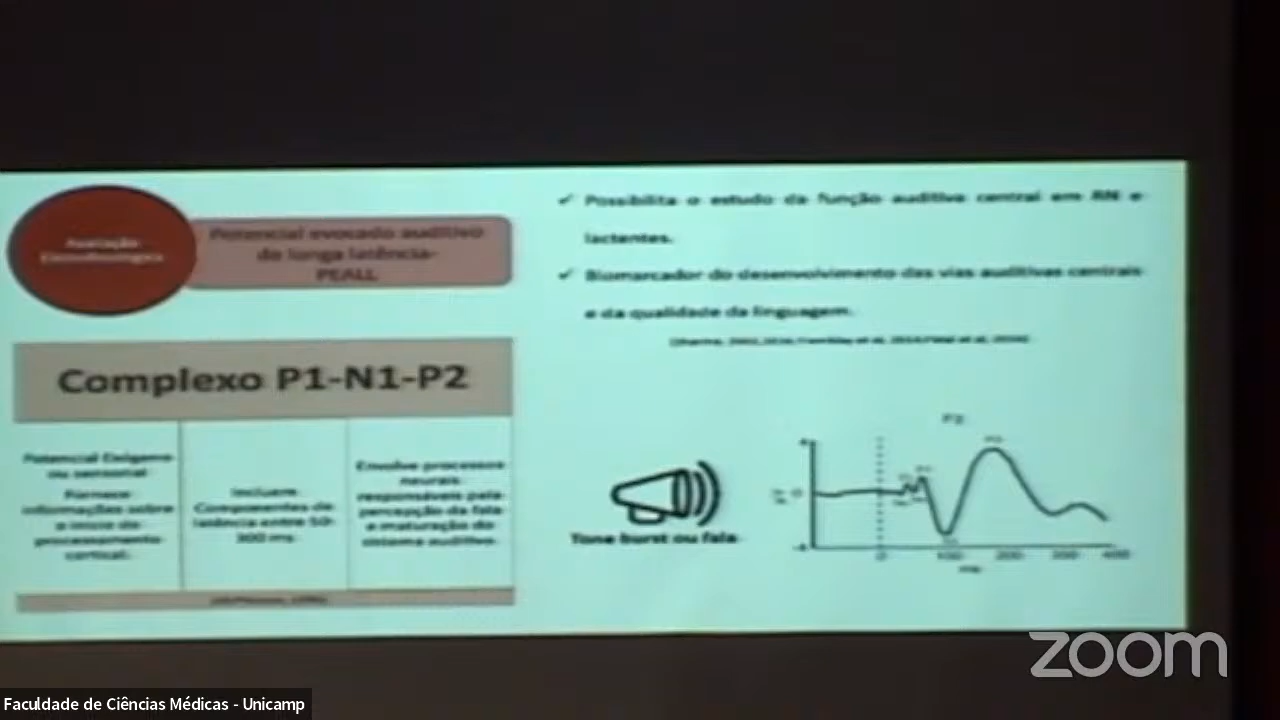 Avaliação
Eletrofisiológica
Potencial evocado auditivo
de longa latência-
PEALL
Possibilita o estudo da função auditiva central em RN e
lactentes.
Biomarcador do desenvolvimento das vias auditivas centrais
e da qualidade da linguagem.
Complexo P1-N1-P2
Potencial Exógeno
ou sensorial
Fornece
informações sobre
o início do
processamento
cortical.
Incluem
Componentes de
latência entre 50-
300 ms
Envolve processos
neurais
responsáveis pela
percepção da fala
e maturação do
sistema auditivo.
Tone burst ou fala
P2
0
0 100 200 300 400
ms
zoom
Faculdade de Ciências Médicas - Unicamp